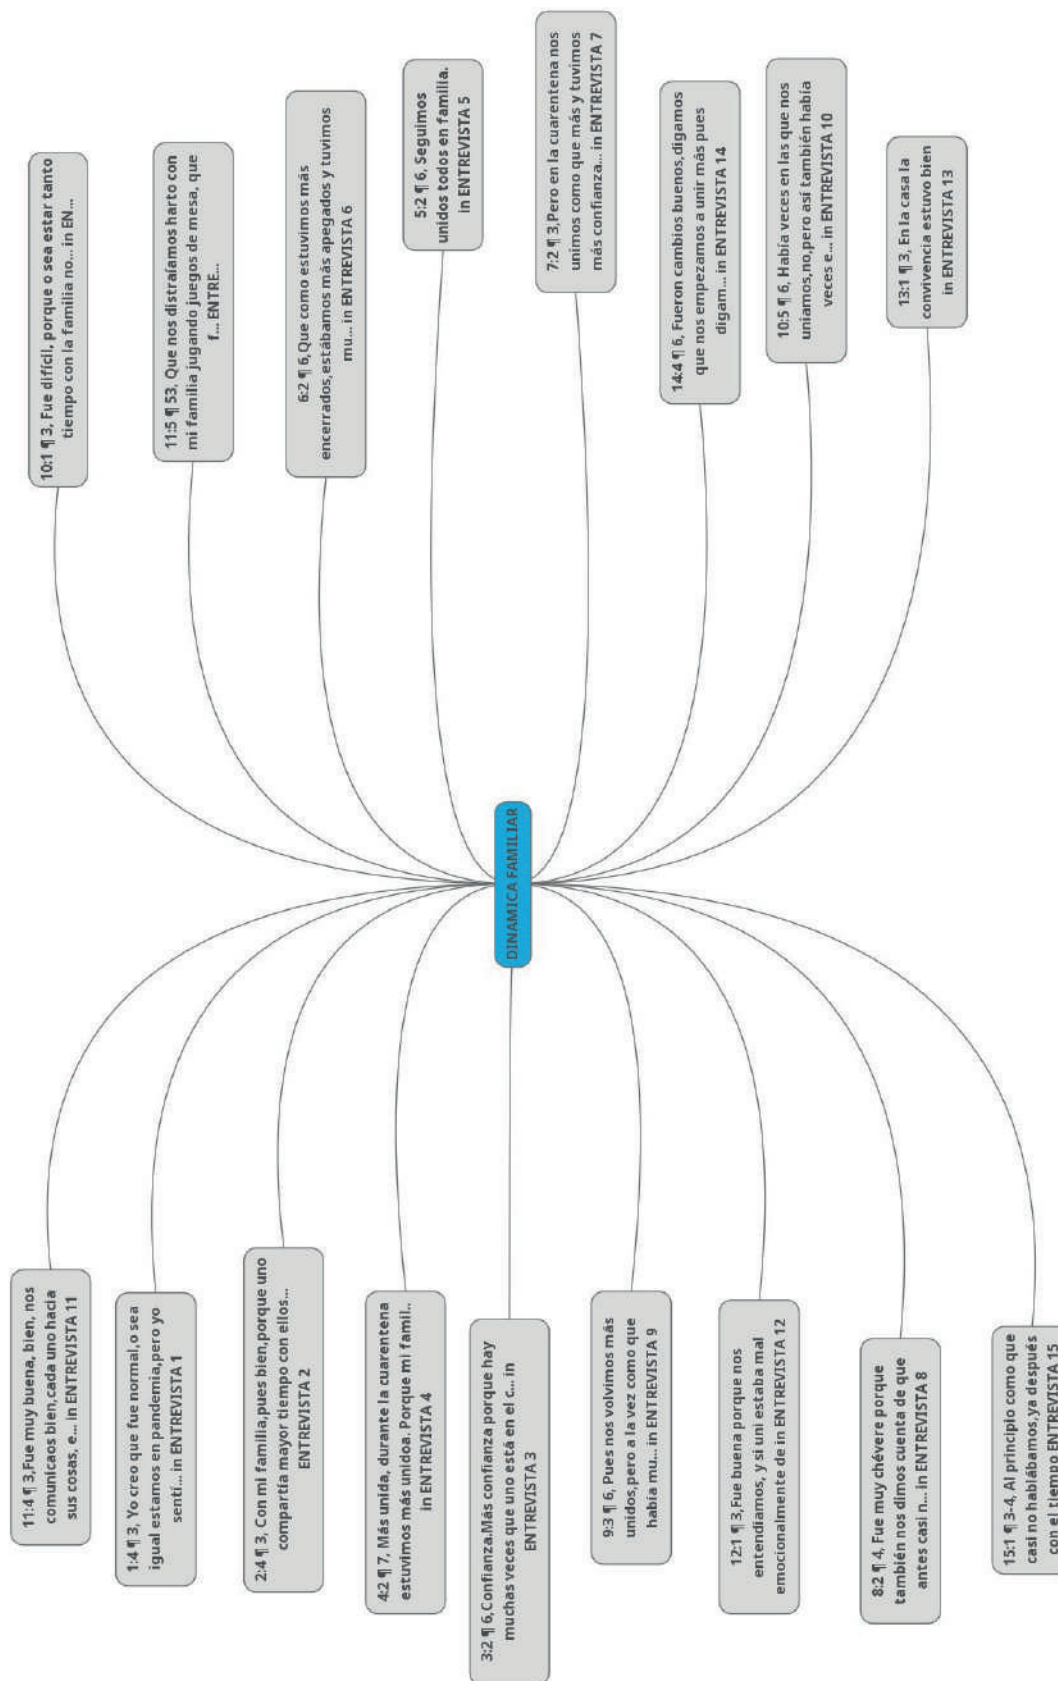 10:1 ¶ 3, Fue difícil, porque o sea estar tanto
tiempo con la familia no... in EN...
11:5 ¶ 53, Que nos distraíamos harto con
mi familia jugando juegos de mesa, que
f... ENTRE...
6:2 ¶ 6,Que como estuvimos más
encerrados,estábamos más apegados y tuvimos
mu... in ENTREVISTA 6
5:2 ¶ 6, Seguimos
unidos todos en familia.
in ENTREVISTA 5
7:2 ¶ 3,Pero en la cuarentena nos
unimos como que más y tuvimos
más confianza... in ENTREVISTA 7
14:4 ¶ 6, Fueron cambios buenos,digamos
que nos empezamos a unir más pues
digam... in ENTREVISTA 14
10:5 ¶ 6, Había veces en las que nos
uniamos,no,pero así también había
veces e... in ENTREVISTA 10
13:1 ¶ 3, En la casa la
convivencia estuvo bien
in ENTREVISTA 13
DINAMICA FAMILIAR
11:4 ¶ 3,Fue muy buena, bien, nos
comunicaos bien,cada uno hacia
sus cosas, e... in ENTREVISTA 11
1:4 ¶ 3, Yo creo que fue normal,o sea
igual estamos en pandemia,pero yo
sentí... in ENTREVISTA 1
2:4 ¶ 3, Con mi familia,pues bien,porque uno
compartía mayor tiempo con ellos...
ENTREVISTA 2
4:2 ¶ 7, Más unida, durante la cuarentena
estuvimos más unidoa. Porque mi famil..
in ENTREVISTA 4
3:2 ¶ 6,Confianza.Más confianza porque hay
muchas veces que uno está en el c... in
ENTREVISTA 3
9:3 ¶ 6, Pues nos volvimos más
unidos,pero a la vez como que
había mu... in ENTREVISTA 9
12:1 ¶ 3,Fue buena porque nos
entendíamos, y si uni estaba mal
emocionalmente de in ENTREVISTA 12
8:2 ¶ 4, Fue muy chévere porque
también nos dimos cuenta de que
antes casi n... in ENTREVISTA 8
15:1 ¶ 3-4, Al principio como que
casi no hablábamos,ya después
con el tiempo ENTREVISTA 15